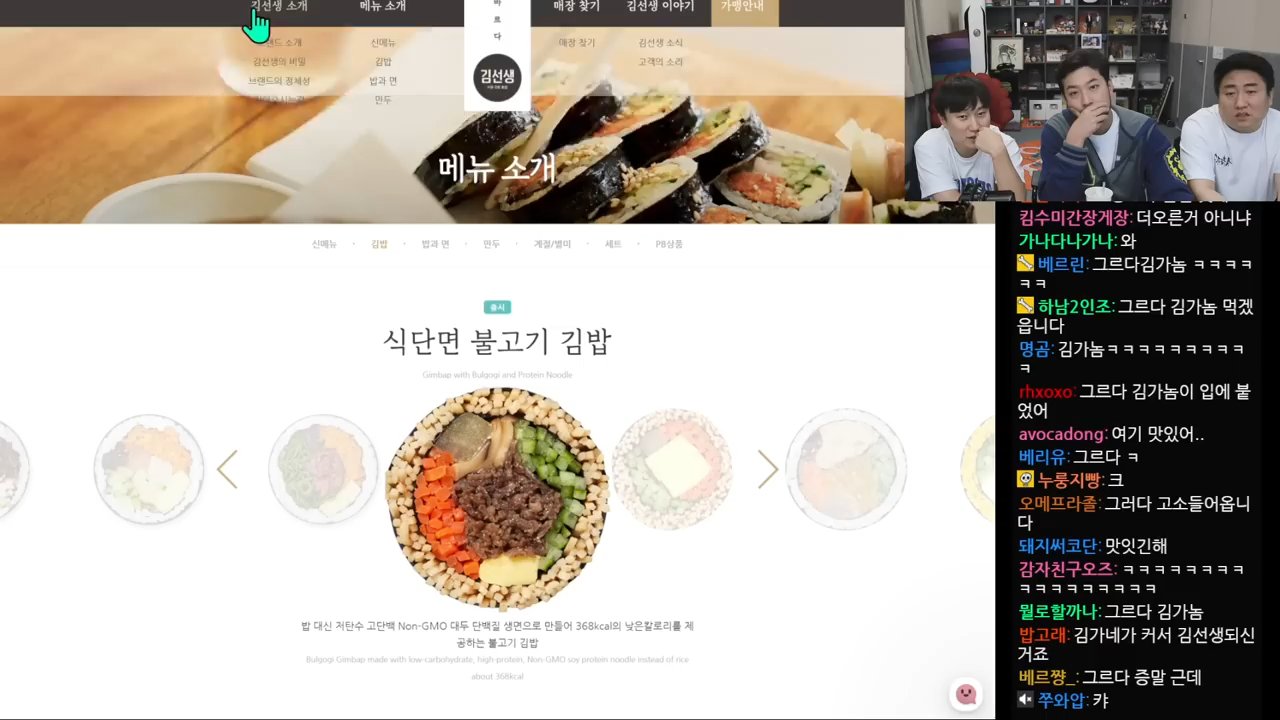 김선생 소개
메뉴 소개
바
르
다
매장 찾기
김선생 이야기
가맹안내
브랜드 소개
김선생의 비밀
브랜드의 정체성
신메뉴
김밥
밥과 면
만두
김선생
매장 찾기
김선생 소식
고객의 소리
메뉴 소개
신메뉴 · 김밥 · 밥과 면 · 만두 · 계절/별미 · 세트 · PB상품
출시
식단면 불고기 김밥
Gimbap with Bulgogi and Protein Noodle
밥 대신 저탄수 고단백 Non-GMO 대두 단백질 생면으로 만들어 368kcal의 낮은칼로리를 제
공하는 불고기 김밥
Bulgogi Gimbap made with low-carbohydrate, high-protein, Non-GMO soy protein noodle instead of rice
about 368kcal
킴수미간장게장: 더오른거 아니냐
가나다나가나: 와
베르린: 그르다김가놈 ㅋㅋㅋㅋ
ㅋㅋ
하남2인조: 그르다 김가놈 먹겠
읍니다
명곰: 김가놈ㅋㅋㅋㅋㅋㅋㅋㅋㅋ
ㅋ
rhxoxo: 그르다 김가놈이 입에 붙
었어
avocadong: 여기 맛있어..
베리유: 그르다 ㅋ
누룽지빵: 크
오메프라졸: 그러다 고소들어옵니
다
돼지써코단: 맛잇긴해
감자친구오즈: ㅋㅋㅋㅋㅋㅋㅋㅋ
ㅋㅋㅋㅋㅋㅋㅋㅋㅋ
뭘로할까나: 그르다 김가놈
밥고래: 김가네가 커서 김선생되신
거죠
베르쨩_: 그르다 증말 근데
쭈와압: 캬